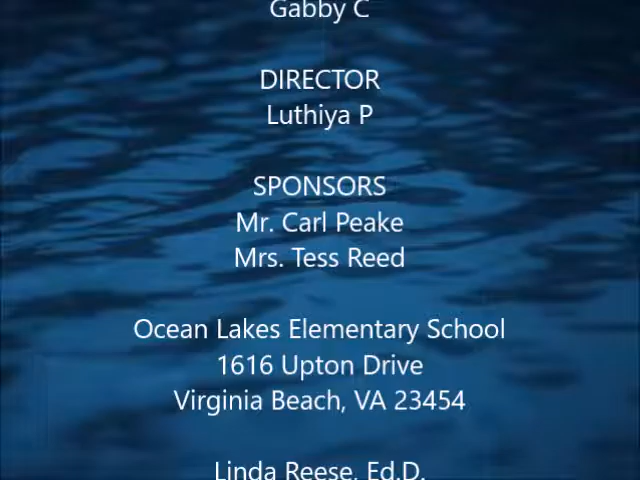 Gabby C
DIRECTOR
Luthiya P
SPONSORS
Mr. Carl Peake
Mrs. Tess Reed
Ocean Lakes Elementary School
1616 Upton Drive
Virginia Beach, VA 23454
Linda Reese, Ed.D.